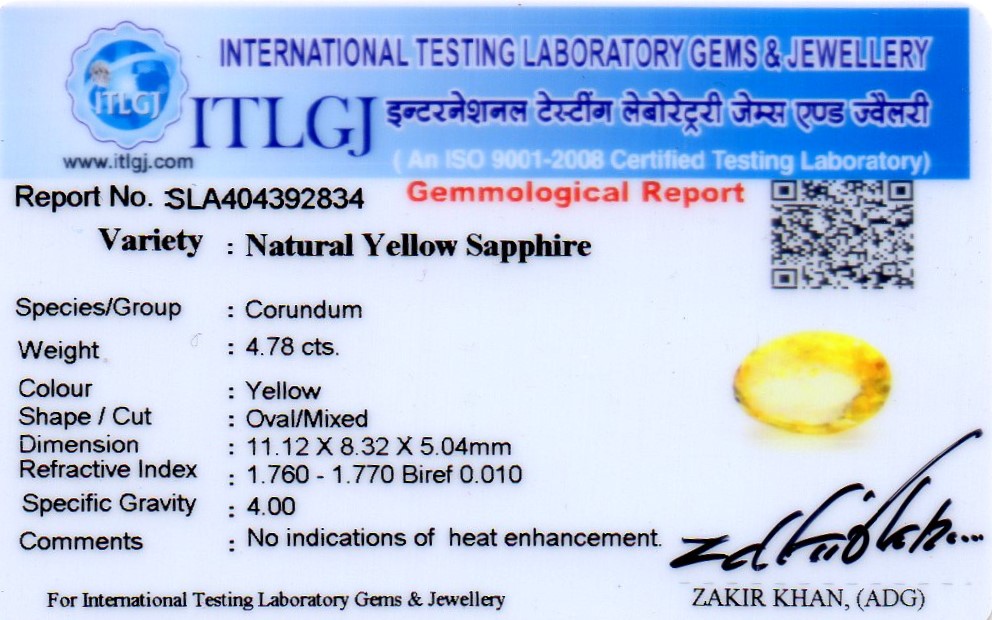 INTERNATIONAL TESTING LABORATORY GEMS & JEWELLERY
ITLGJ
ITLGJ इन्टरनेशनल टेस्टींग लेबोरेट्ररी जेम्स एण्ड ज्वैलरी
www.itlgj.com
( An ISO 9001-2008 Certified Testing Laboratory)
Report No. :SLA404392834
Gemmological Report
Variety : Natural Yellow Sapphire
Species/Group : Corundum
Weight : 4.78 cts.
Colour : Yellow
Shape / Cut : Oval/Mixed
Dimension : 11.12 X 8.32 X 5.04mm
Refractive Index : 1.760 - 1.770 Biref 0.010
Specific Gravity : 4.00
Comments : No indications of heat enhancement.
For International Testing Laboratory Gems & Jewellery
ZAKIR KHAN, (ADG)